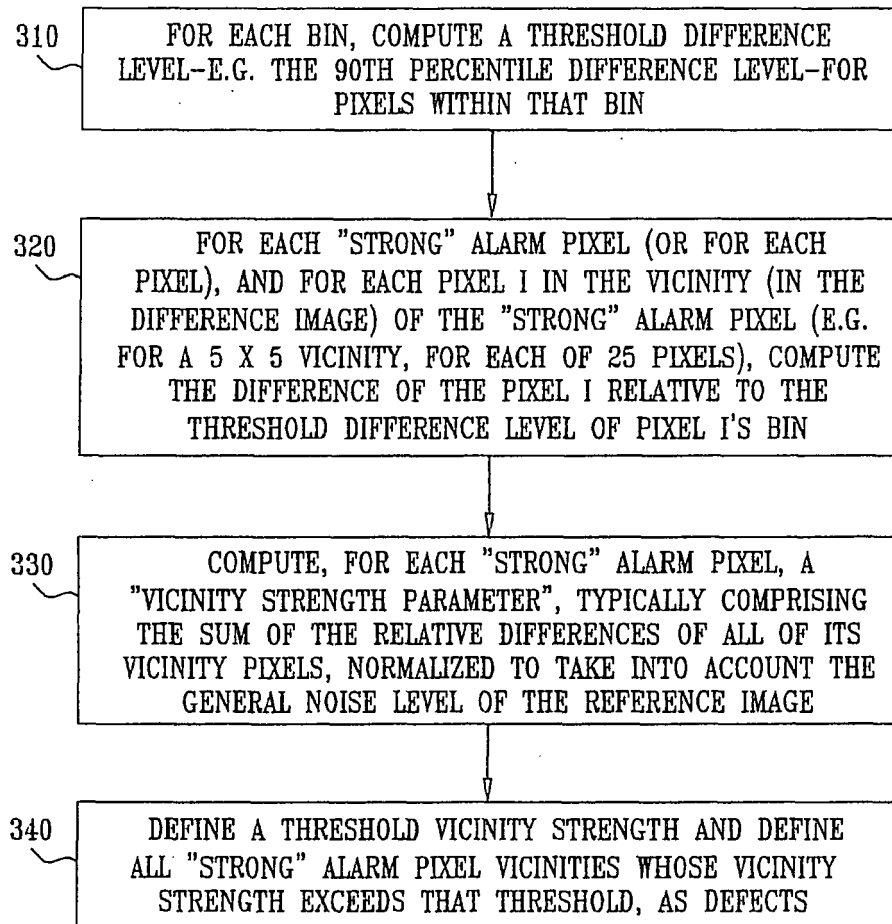 310
FOR EACH BIN, COMPUTE A THRESHOLD DIFFERENCE
LEVEL-E.G. THE 90TH PERCENTILE DIFFERENCE LEVEL-FOR
PIXELS WITHIN THAT BIN
320
FOR EACH "STRONG" ALARM PIXEL (OR FOR EACH
PIXEL), AND FOR EACH PIXEL I IN THE VICINITY (IN THE
DIFFERENCE IMAGE) OF THE "STRONG" ALARM PIXEL (E.G.
FOR A 5 X 5 VICINITY, FOR EACH OF 25 PIXELS), COMPUTE
THE DIFFERENCE OF THE PIXEL I RELATIVE TO THE
THRESHOLD DIFFERENCE LEVEL OF PIXEL I'S BIN
330
COMPUTE, FOR EACH "STRONG" ALARM PIXEL, A
"VICINITY STRENGTH PARAMETER", TYPICALLY COMPRISING
THE SUM OF THE RELATIVE DIFFERENCES OF ALL OF ITS
VICINITY PIXELS, NORMALIZED TO TAKE INTO ACCOUNT THE
GENERAL NOISE LEVEL OF THE REFERENCE IMAGE
340
DEFINE A THRESHOLD VICINITY STRENGTH AND DEFINE
ALL "STRONG" ALARM PIXEL VICINITIES WHOSE VICINITY
STRENGTH EXCEEDS THAT THRESHOLD, AS DEFECTS